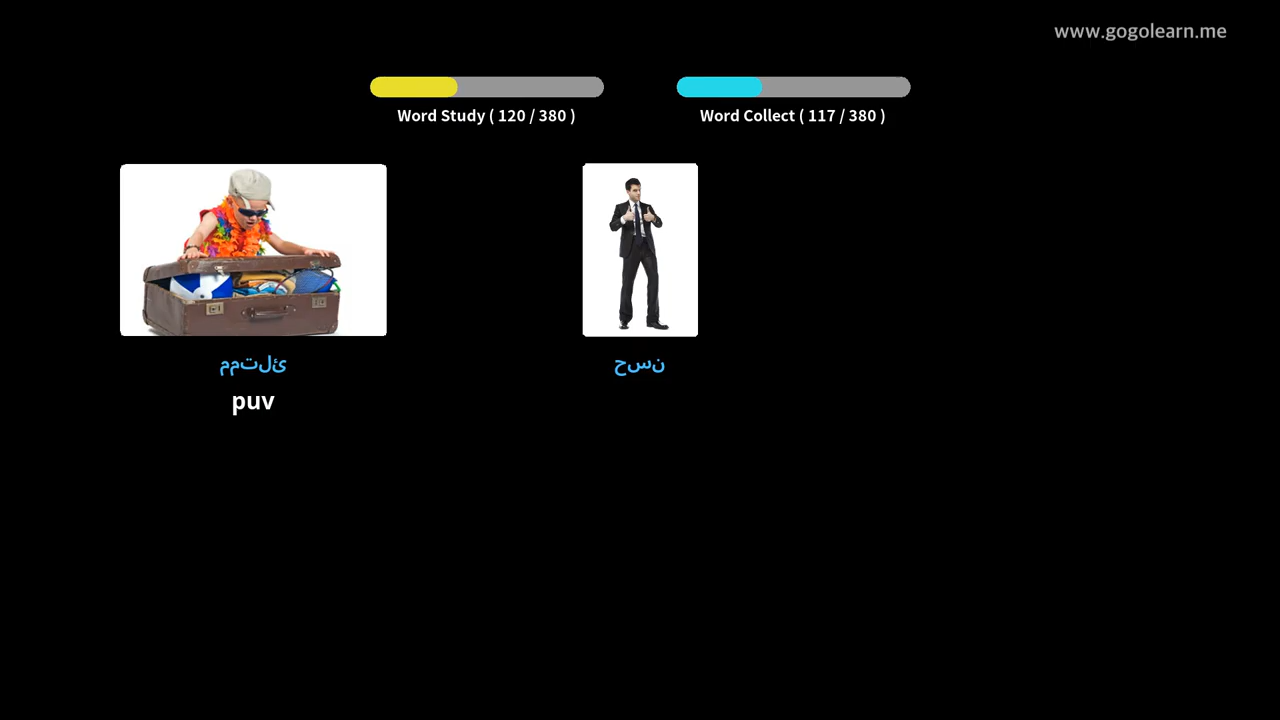 www.gogolearn.me
Word Study ( 120 / 380 )
Word Collect ( 117 / 380 )
ممتلئ
حسن
puv